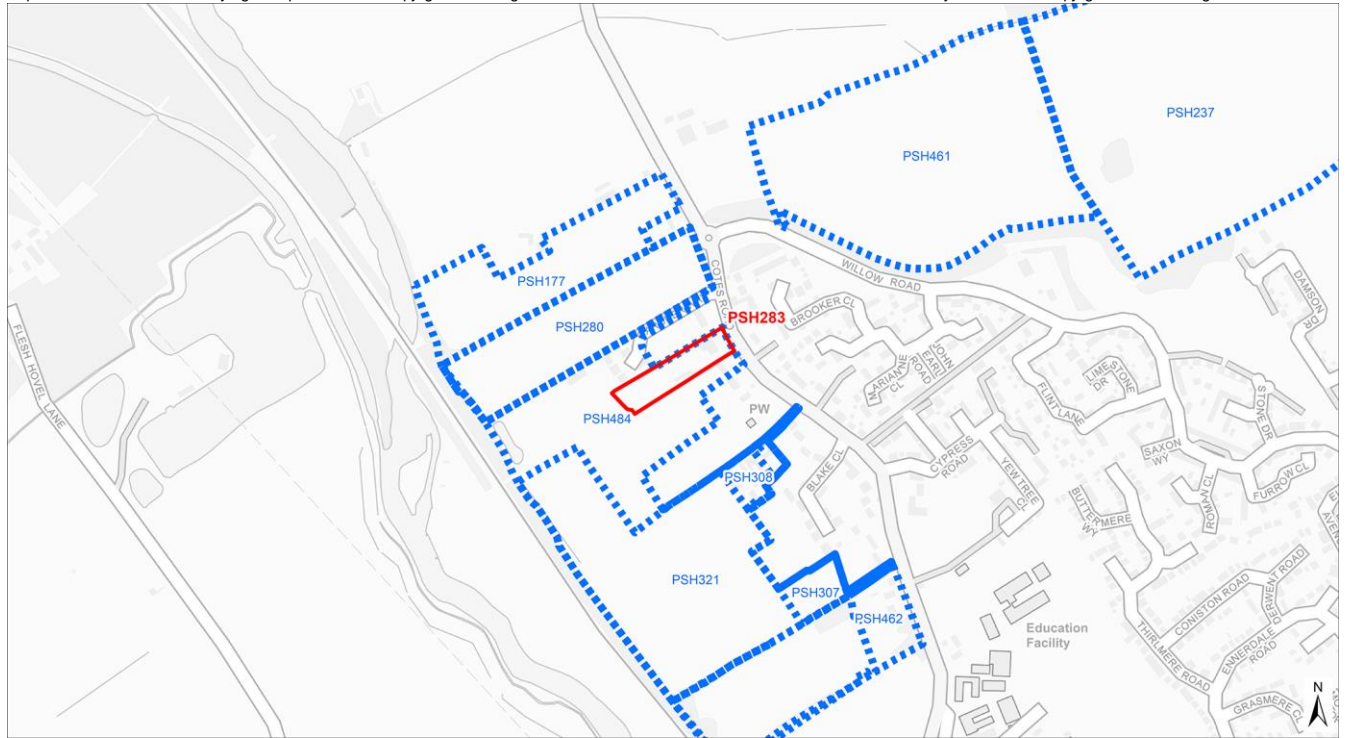 PSH237
PSH461
PSH177
WILLOW ROAD
COTES RO
DAMSON
DR
PSH280
PSH283
BROOKER CL
FLESH HOVEL LANE
MARIANNE
CL
JOHN
EARL
ROAD
LIME
STONE
DR
FLINT LANE
STONE DR
PSH484
PW
CYPRESS
ROAD
SAXON
WY
ROMAN CL
FURROW CL
PSH308
BLAKE CL
YEW TREE
CL
BUTTERMERE
WY
PSH321
PSH307
PSH462
CONISTON ROAD
DERWENT ROAD
Education
Facility
THIRLMERE ROAD
ENNERDALE
ROAD
GRASMERE CL
N